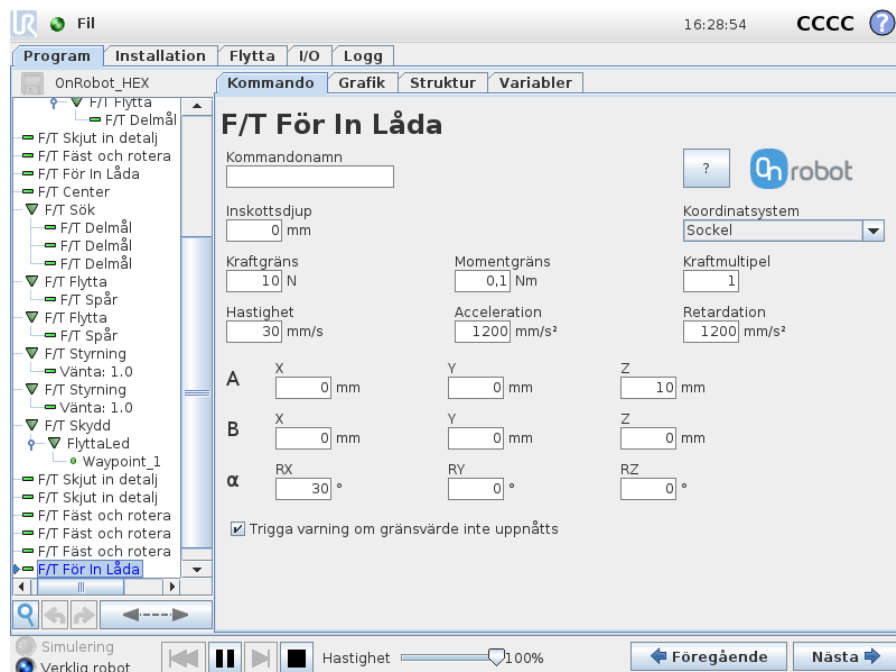 UR Fil 16:28:54 CCCC ?
Program Installation Flytta I/O Logg
OnRobot_HEX
Kommando Grafik Struktur Variabler
F/T Flytta
F/T Delmål
F/T Skjut in detalj
F/T Fäst och rotera
F/T För In Låda
F/T Center
F/T Sök
F/T Delmål
F/T Delmål
F/T Delmål
F/T Flytta
F/T Spår
F/T Flytta
F/T Spår
F/T Styrning
Vänta: 1.0
F/T Styrning
Vänta: 1.0
F/T Skydd
FlyttaLed
Waypoint_1
F/T Skjut in detalj
F/T Skjut in detalj
F/T Fäst och rotera
F/T Fäst och rotera
F/T Fäst och rotera
F/T För In Låda
F/T För In Låda
Kommandonamn
? On robot
Inskottsdjup Koordinatsystem
0 mm Sockel
Kraftgräns Momentgräns Kraftmultipel
10 N 0,1 Nm 1
Hastighet Acceleration Retardation
30 mm/s 1200 mm/s² 1200 mm/s²
X Y Z
A 0 mm 0 mm 10 mm
X Y Z
B 0 mm 0 mm 0 mm
RX RY RZ
α 30 ° 0 ° 0 °
Trigga varning om gränsvärde inte uppnåtts
Simulering
Verklig robot
Hastighet 100% Föregående Nästa